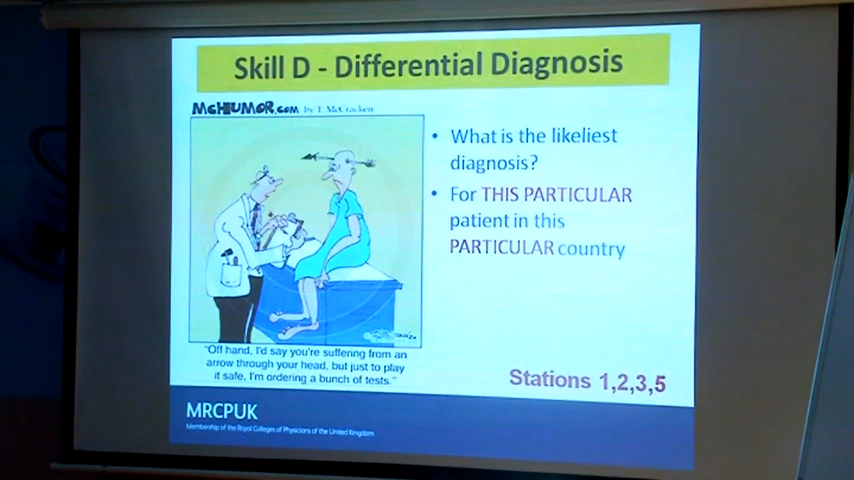 Skill D - Differential Diagnosis
McHUMOR.com by T. McCracken
• What is the likeliest
diagnosis?
• For THIS PARTICULAR
patient in this
PARTICULAR country
"Off hand, I'd say you're suffering from an
arrow through your head, but just to play
it safe, I'm ordering a bunch of tests."
Stations 1,2,3,5
MRCPUK
Membership of the Royal Colleges of Physicians of the United Kingdom